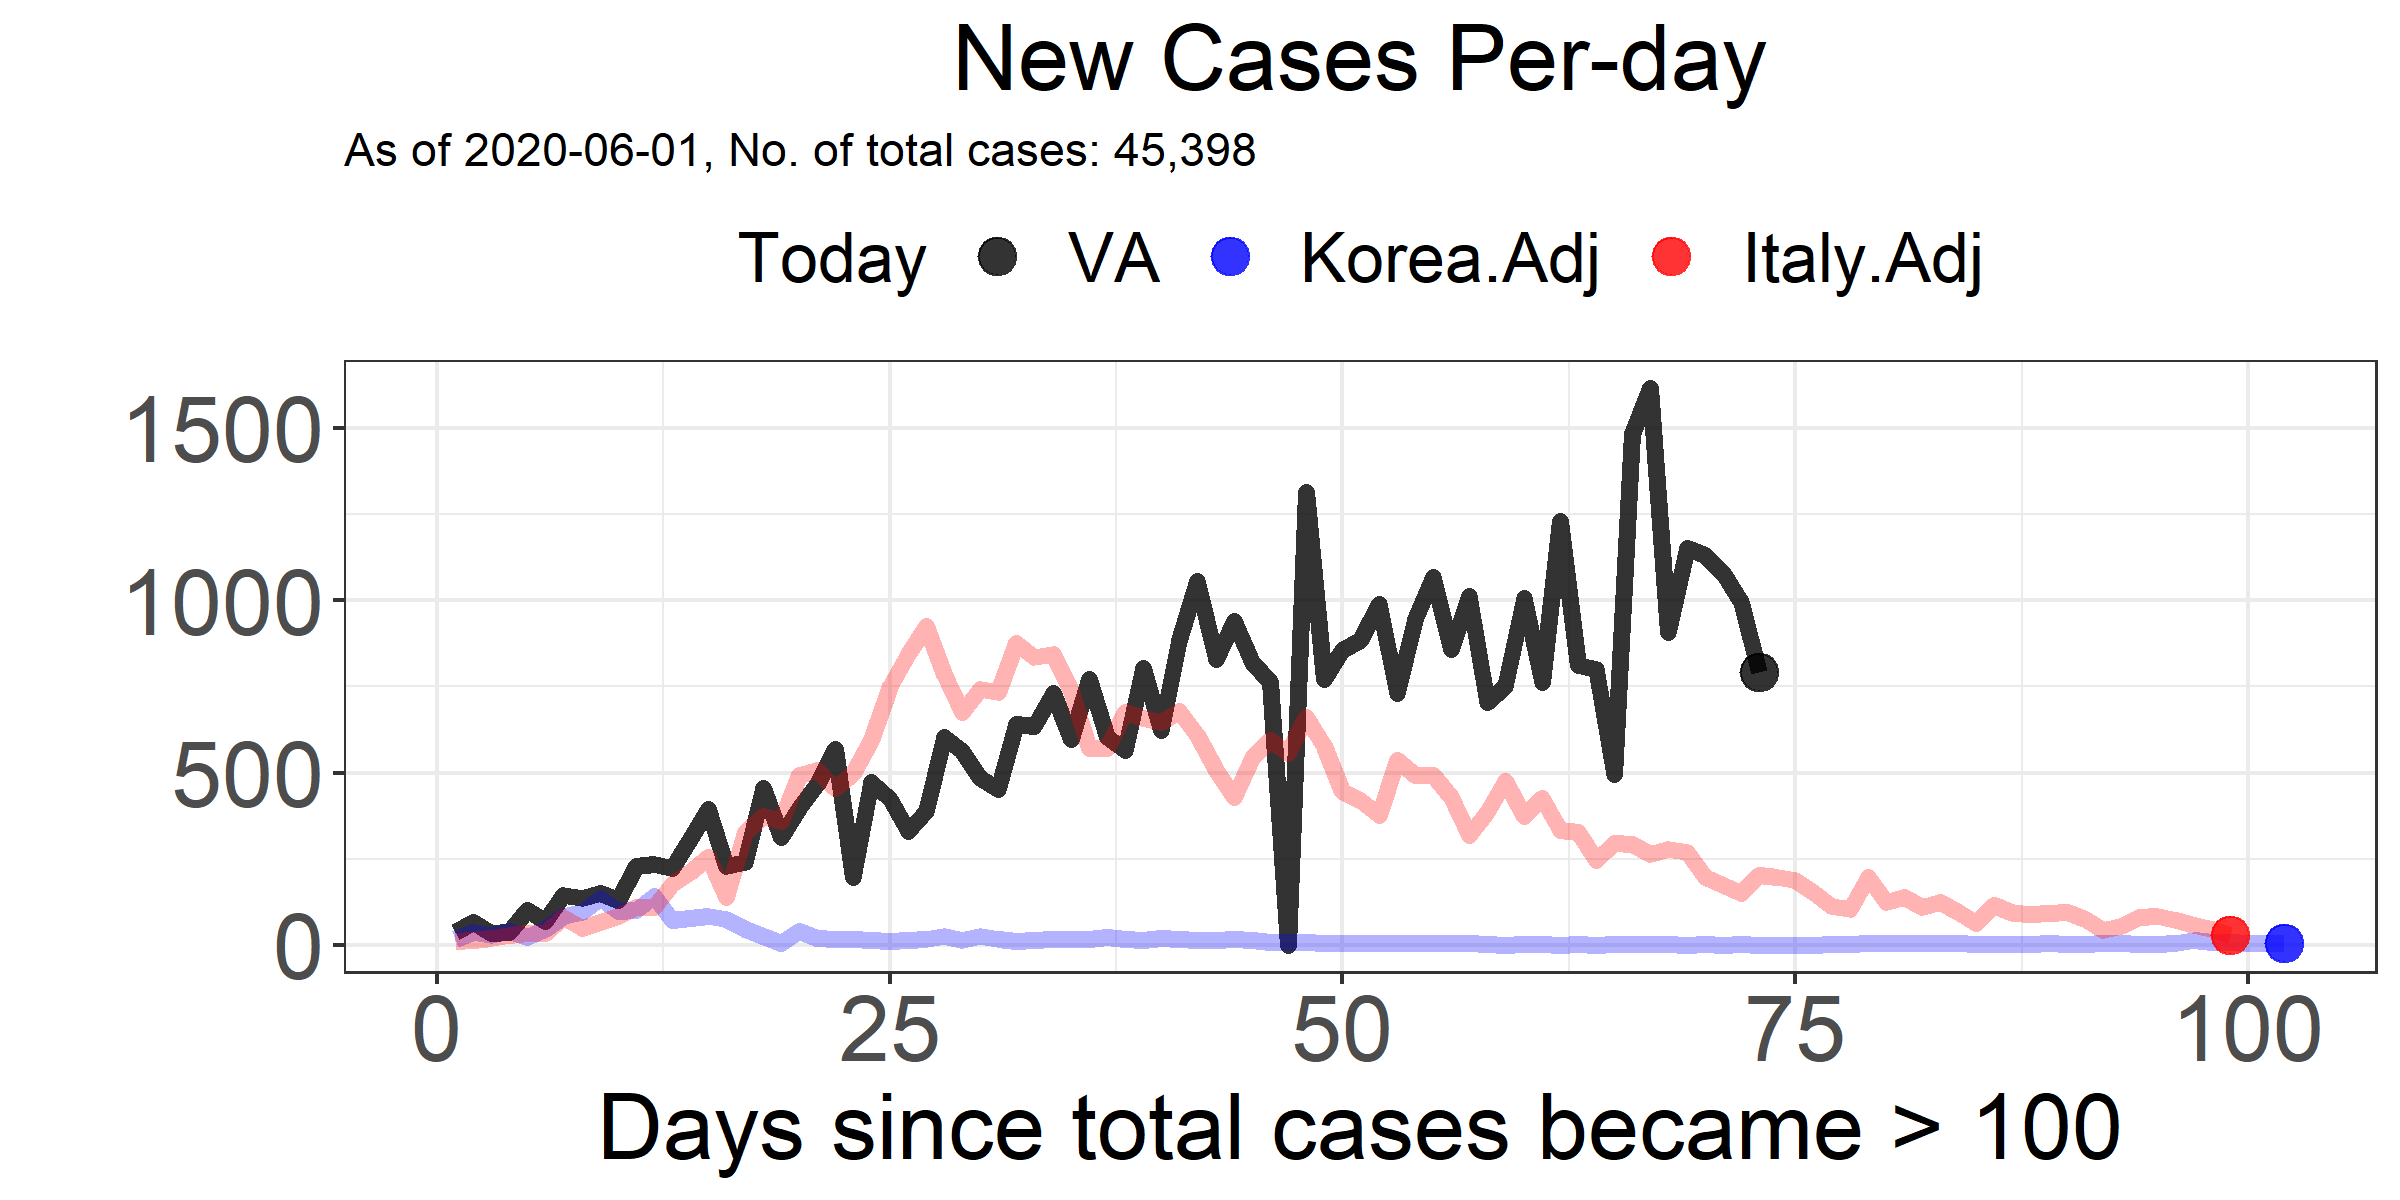 New Cases Per-day
As of 2020-06-01, No. of total cases: 45,398
Today VA Korea.Adj Italy.Adj
1500
1000
500
0
0 25 50 75 100
Days since total cases became > 100